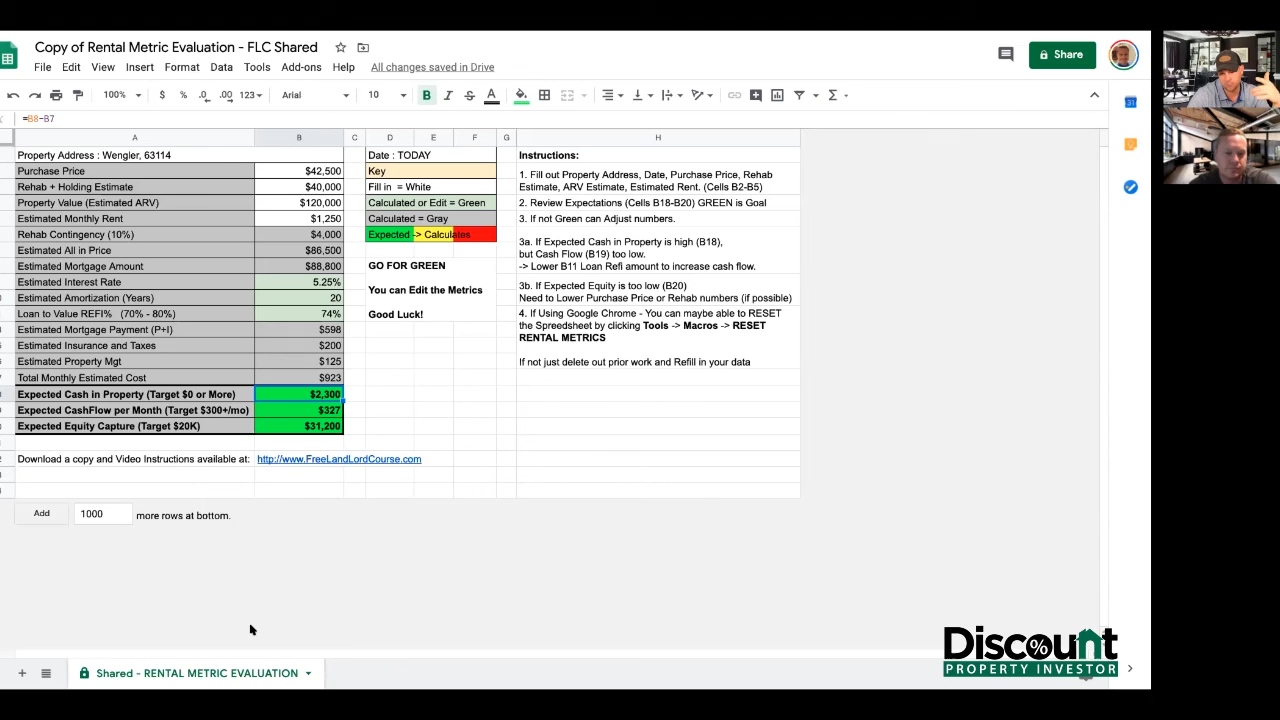 Copy of Rental Metric Evaluation - FLC Shared
Share
File Edit View Insert Format Data Tools Add-ons Help All changes saved in Drive
100% $ % .0 .00 123 Arial 10 B I S A
=B8-B7
A B C D E F G H
Property Address : Wengler, 63114 Date : TODAY Instructions:
Purchase Price $42,500 Key
1. Fill out Property Address, Date, Purchase Price, Rehab
Estimate, ARV Estimate, Estimated Rent. (Cells B2-B5)
Rehab + Holding Estimate $40,000 Fill in = White
Property Value (Estimated ARV) $120,000 Calculated or Edit = Green 2. Review Expectations (Cells B18-B20) GREEN is Goal
Estimated Monthly Rent $1,250 Calculated = Gray 3. If not Green can Adjust numbers.
Rehab Contingency (10%) $4,000 Expected -> Calculates
3a. If Expected Cash in Property is high (B18),
but Cash Flow (B19) too low.
-> Lower B11 Loan Refi amount to increase cash flow.
Estimated All in Price $86,500
Estimated Mortgage Amount $88,800 GO FOR GREEN
Estimated Interest Rate 5.25% You can Edit the Metrics
3b. If Expected Equity is too low (B20)
Need to Lower Purchase Price or Rehab numbers (if possible)
Estimated Amortization (Years) 20
Loan to Value REFI% (70% - 80%) 74% Good Luck!
4. If Using Google Chrome - You can maybe able to RESET
the Spreadsheet by clicking Tools -> Macros -> RESET
RENTAL METRICS
Estimated Mortgage Payment (P+I) $598
Estimated Insurance and Taxes $200
Estimated Property Mgt $125 If not just delete out prior work and Refill in your data
Total Monthly Estimated Cost $923
Expected Cash in Property (Target $0 or More) $2,300
Expected CashFlow per Month (Target $300+/mo) $327
Expected Equity Capture (Target $20K) $31,200
Download a copy and Video Instructions available at: http://www.FreeLandLordCourse.com
Add 1000 more rows at bottom.
Shared - RENTAL METRIC EVALUATION
Discount
PROPERTY INVESTOR